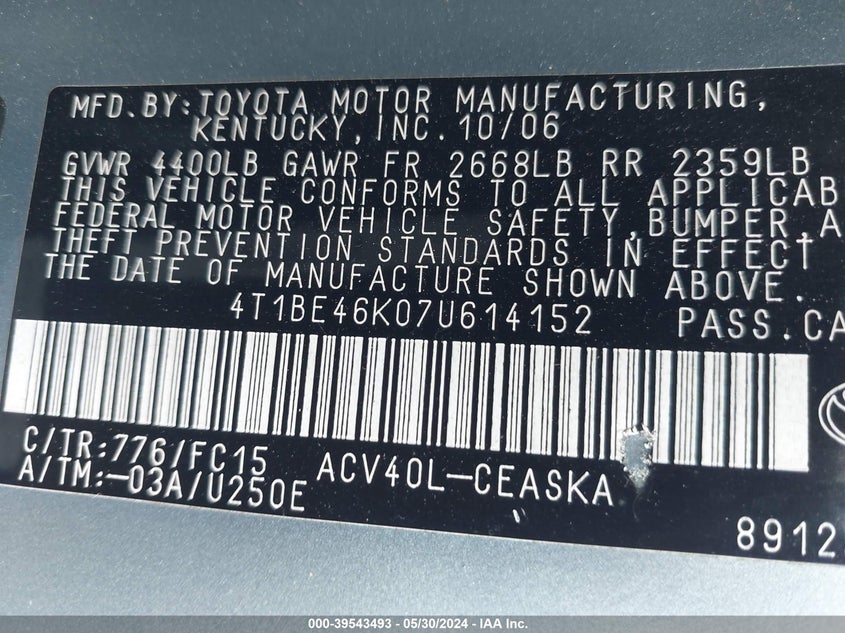 MFD.BY:TOYOTA MOTOR MANUFACTURING,
KENTUCKY,INC.10/06
GVWR 4400LB GAWR FR 2668LB RR 2359LB
THIS VEHICLE CONFORMS TO ALL APPLICAB
FEDERAL MOTOR VEHICLE SAFETY,BUMPER,A
THEFT PREVENTION STANDARDS IN EFFECT
THE DATE OF MANUFACTURE SHOWN ABOVE.
4T1BE46K07U614152 PASS.CA
C/TR:776/FC15 ACV40L-CEASKA
A/TM:-03A/U250E
8912
000-39543493 - 05/30/2024 - IAA Inc.